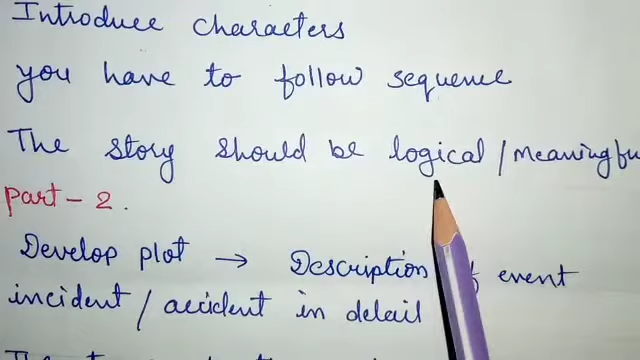 Introduce characters
you have to follow sequence
The story should be logical / Meaningfu
part - 2 .
Develop plot → Description of event
incident / accident in detail